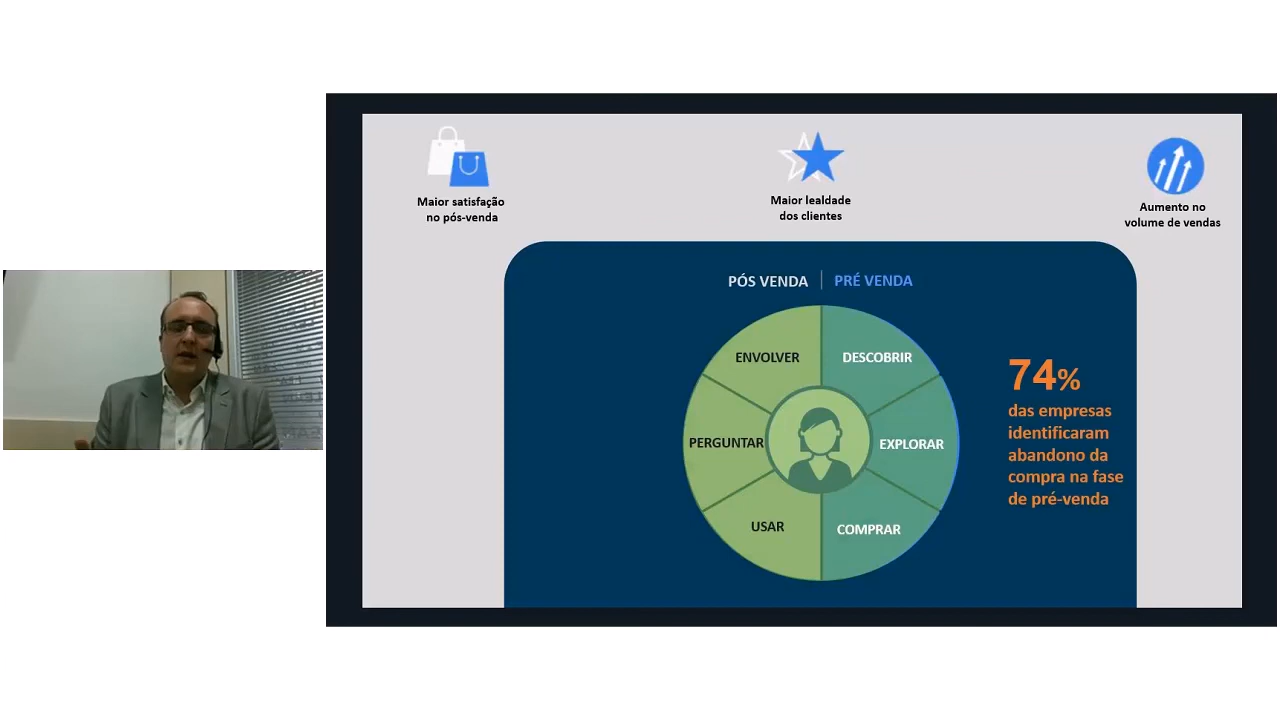 Maior satisfação
no pós-venda
Maior lealdade
dos clientes
Aumento no
volume de vendas
PÓS VENDA
PRÉ VENDA
ENVOLVER
DESCOBRIR
PERGUNTAR
EXPLORAR
USAR
COMPRAR
74%
das empresas
identificaram
abandono da
compra na fase
de pré-venda